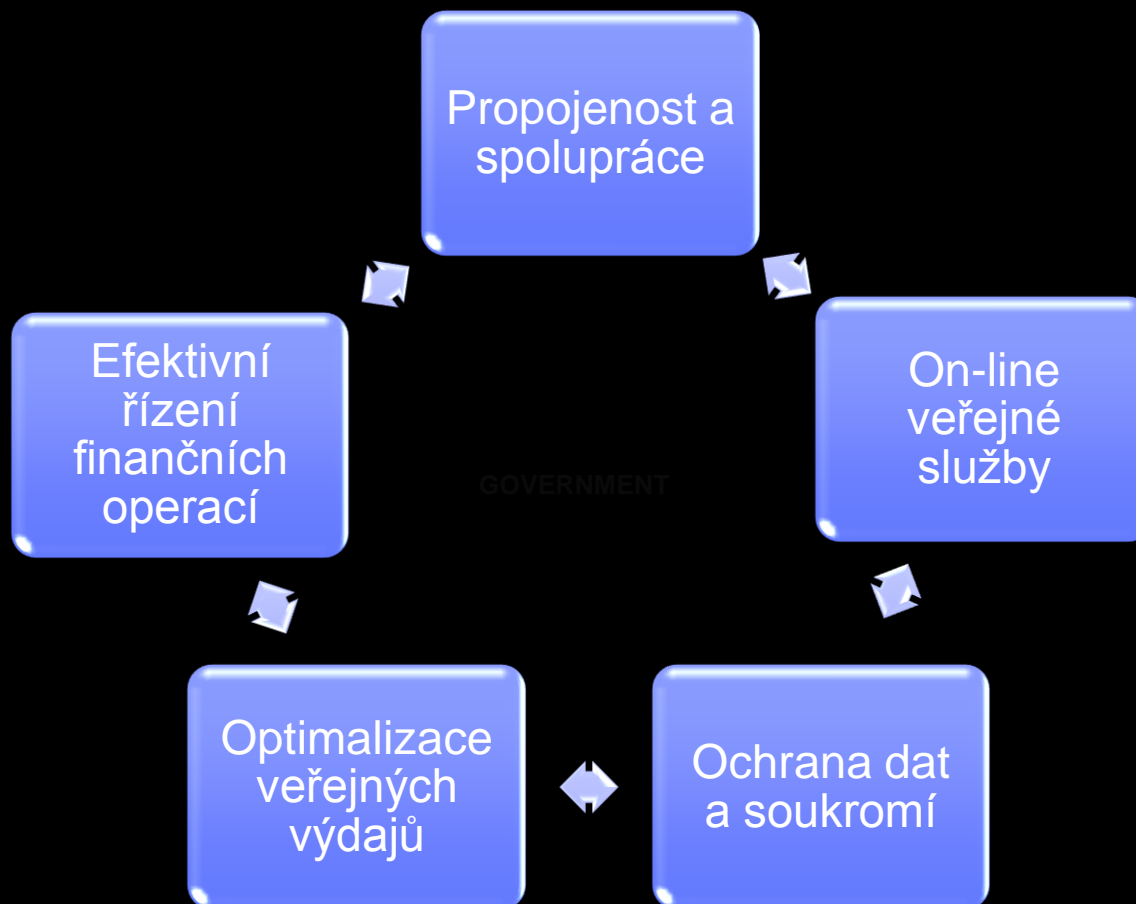 Propojenost a
spolupráce
On-line
veřejné
služby
Ochrana dat
a soukromí
Optimalizace
veřejných
výdajů
Efektivní
řízení
finančních
operací
GOVERNMENT